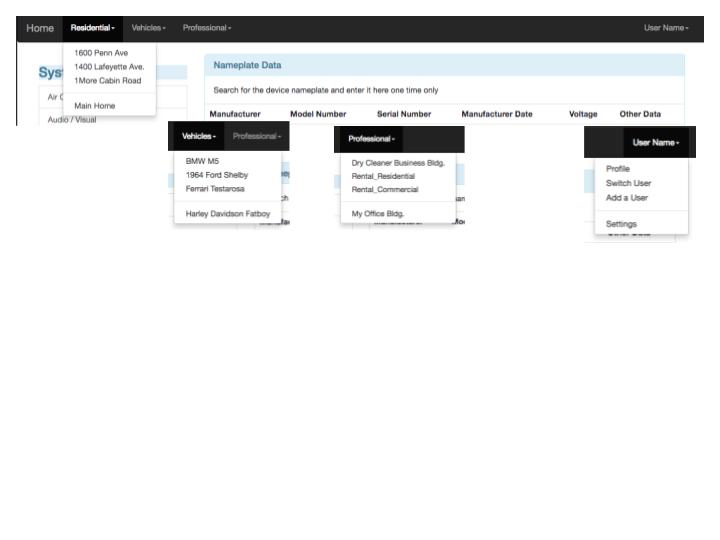 Home Residential Vehicles Professional User Name
1600 Penn Ave
1400 Lafeyette Ave.
1More Cabin Road
Main Home
Sys
Air C
Audio / Visual
Nameplate Data
Search for the device nameplate and enter it here one time only
Manufacturer Model Number Serial Number Manufacturer Date Voltage Other Data
Vehicles Professional
BMW M5
1964 Ford Shelby
Ferrari Testarosa
Harley Davidson Fatboy
Professional
Dry Cleaner Business Bldg.
Rental_Residential
Rental_Commercial
My Office Bldg.
User Name
Profile
Switch User
Add a User
Settings